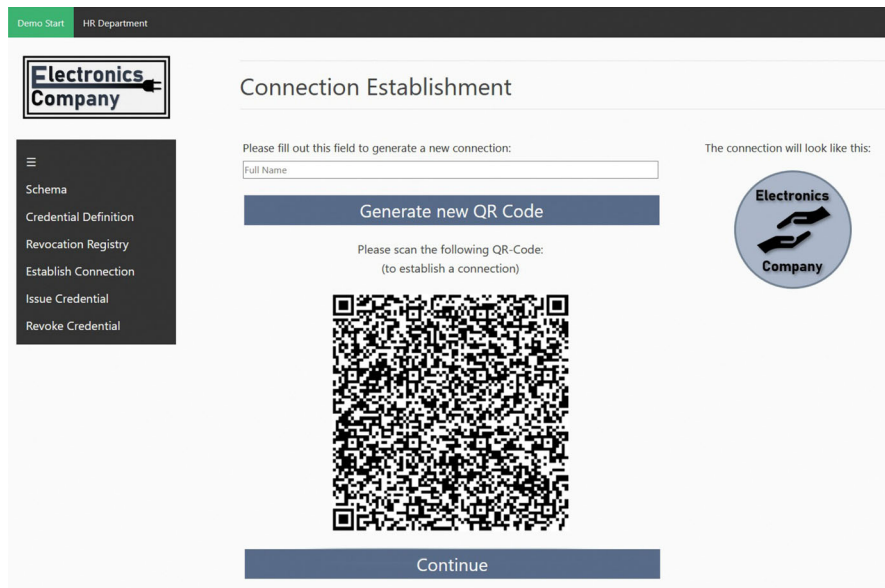 Demo Start HR Department
Electronics
Company
☰
Schema
Credential Definition
Revocation Registry
Establish Connection
Issue Credential
Revoke Credential
Connection Establishment
Please fill out this field to generate a new connection:
Full Name
Generate new QR Code
Please scan the following QR-Code:
(to establish a connection)
Continue
The connection will look like this:
Electronics
Company